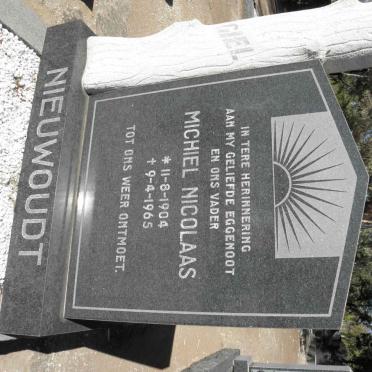 IN TERE HERINNERING
AAN MY GELIEFDE EGGENOOT
EN ONS VADER
MICHIEL NICOLAAS
* 11-8-1904
† 9-4-1965
TOT ONS WEER ONTMOET.
NIEUWOUDT